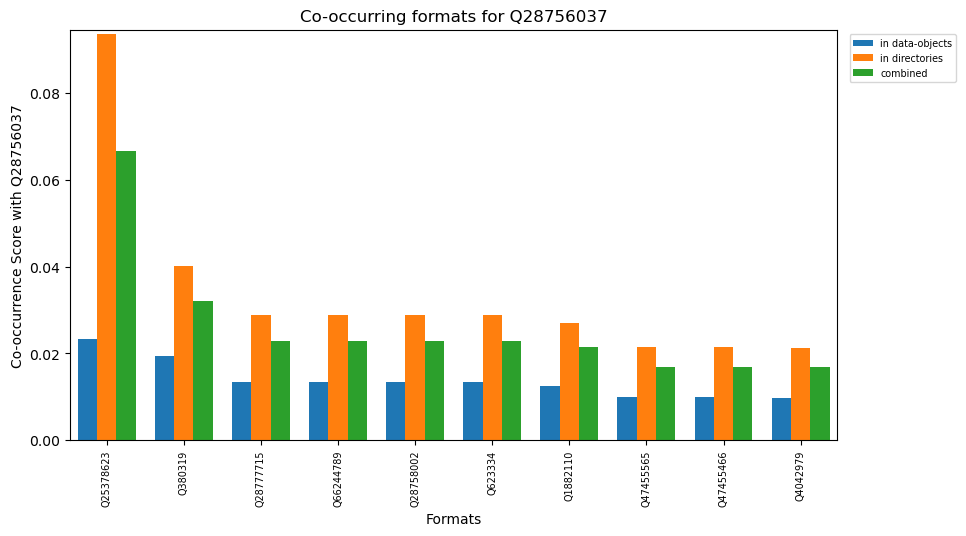 Co-occurring formats for Q28756037
in data-objects
in directories
combined
Co-occurrence Score with Q28756037
0.08
0.06
0.04
0.02
0.00
Q25378623
Q380319
Q28777715
Q66244789
Q28758002
Q623334
Q1882110
Q47455565
Q47455466
Q4042979
Formats